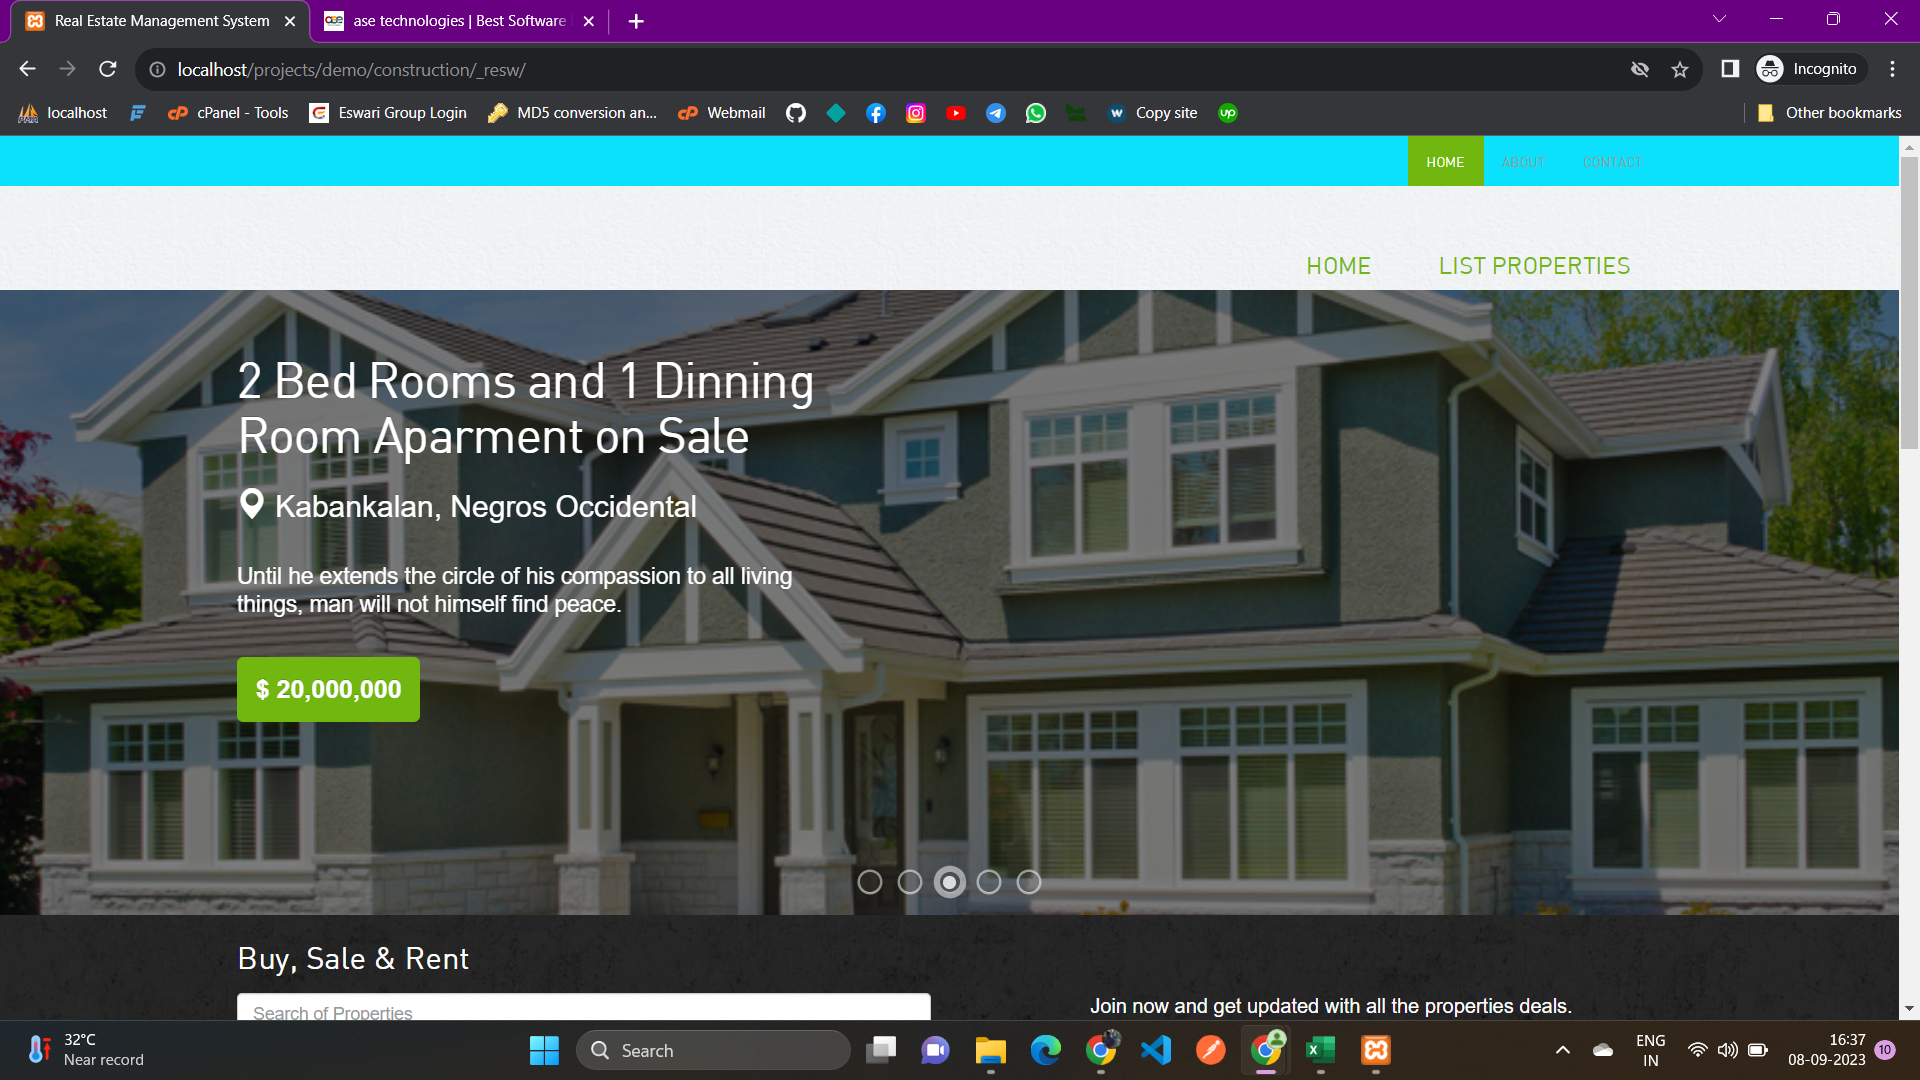 Real Estate Management System
ase technologies | Best Software
localhost/projects/demo/construction/_resw/
Incognito
localhost
cPanel - Tools
Eswari Group Login
MD5 conversion an...
Webmail
Copy site
Other bookmarks
HOME
ABOUT
CONTACT
HOME
LIST PROPERTIES
2 Bed Rooms and 1 Dinning
Room Aparment on Sale
Kabankalan, Negros Occidental
Until he extends the circle of his compassion to all living
things, man will not himself find peace.
$ 20,000,000
Buy, Sale & Rent
Search of Properties
Join now and get updated with all the properties deals.
32°C
Near record
Search
ENG
IN
16:37
08-09-2023
10